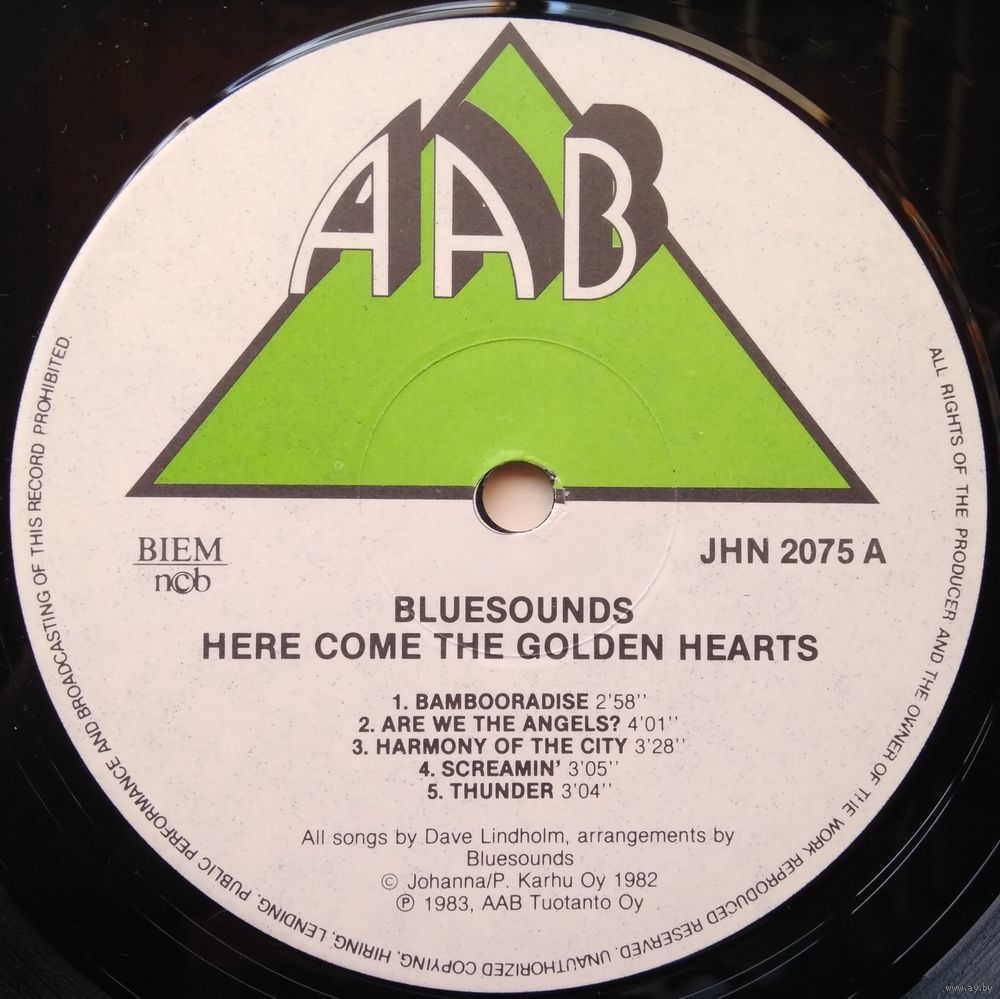 AAB
BIEM
ncb
JHN 2075 A
BLUESOUNDS
HERE COME THE GOLDEN HEARTS
1. BAMBOORADISE 2'58''
2. ARE WE THE ANGELS? 4'01''
3. HARMONY OF THE CITY 3'28''
4. SCREAMIN' 3'05''
5. THUNDER 3'04''
All songs by Dave Lindholm, arrangements by
Bluesounds
© Johanna/P. Karhu Oy 1982
℗ 1983, AAB Tuotanto Oy
ALL RIGHTS OF THE PRODUCER AND THE OWNER OF THE WORK REPRODUCED RESERVED. UNAUTHORIZED COPYING, HIRING, LENDING, PUBLIC PERFORMANCE AND BROADCASTING OF THIS RECORD PROHIBITED.
www.ay.by